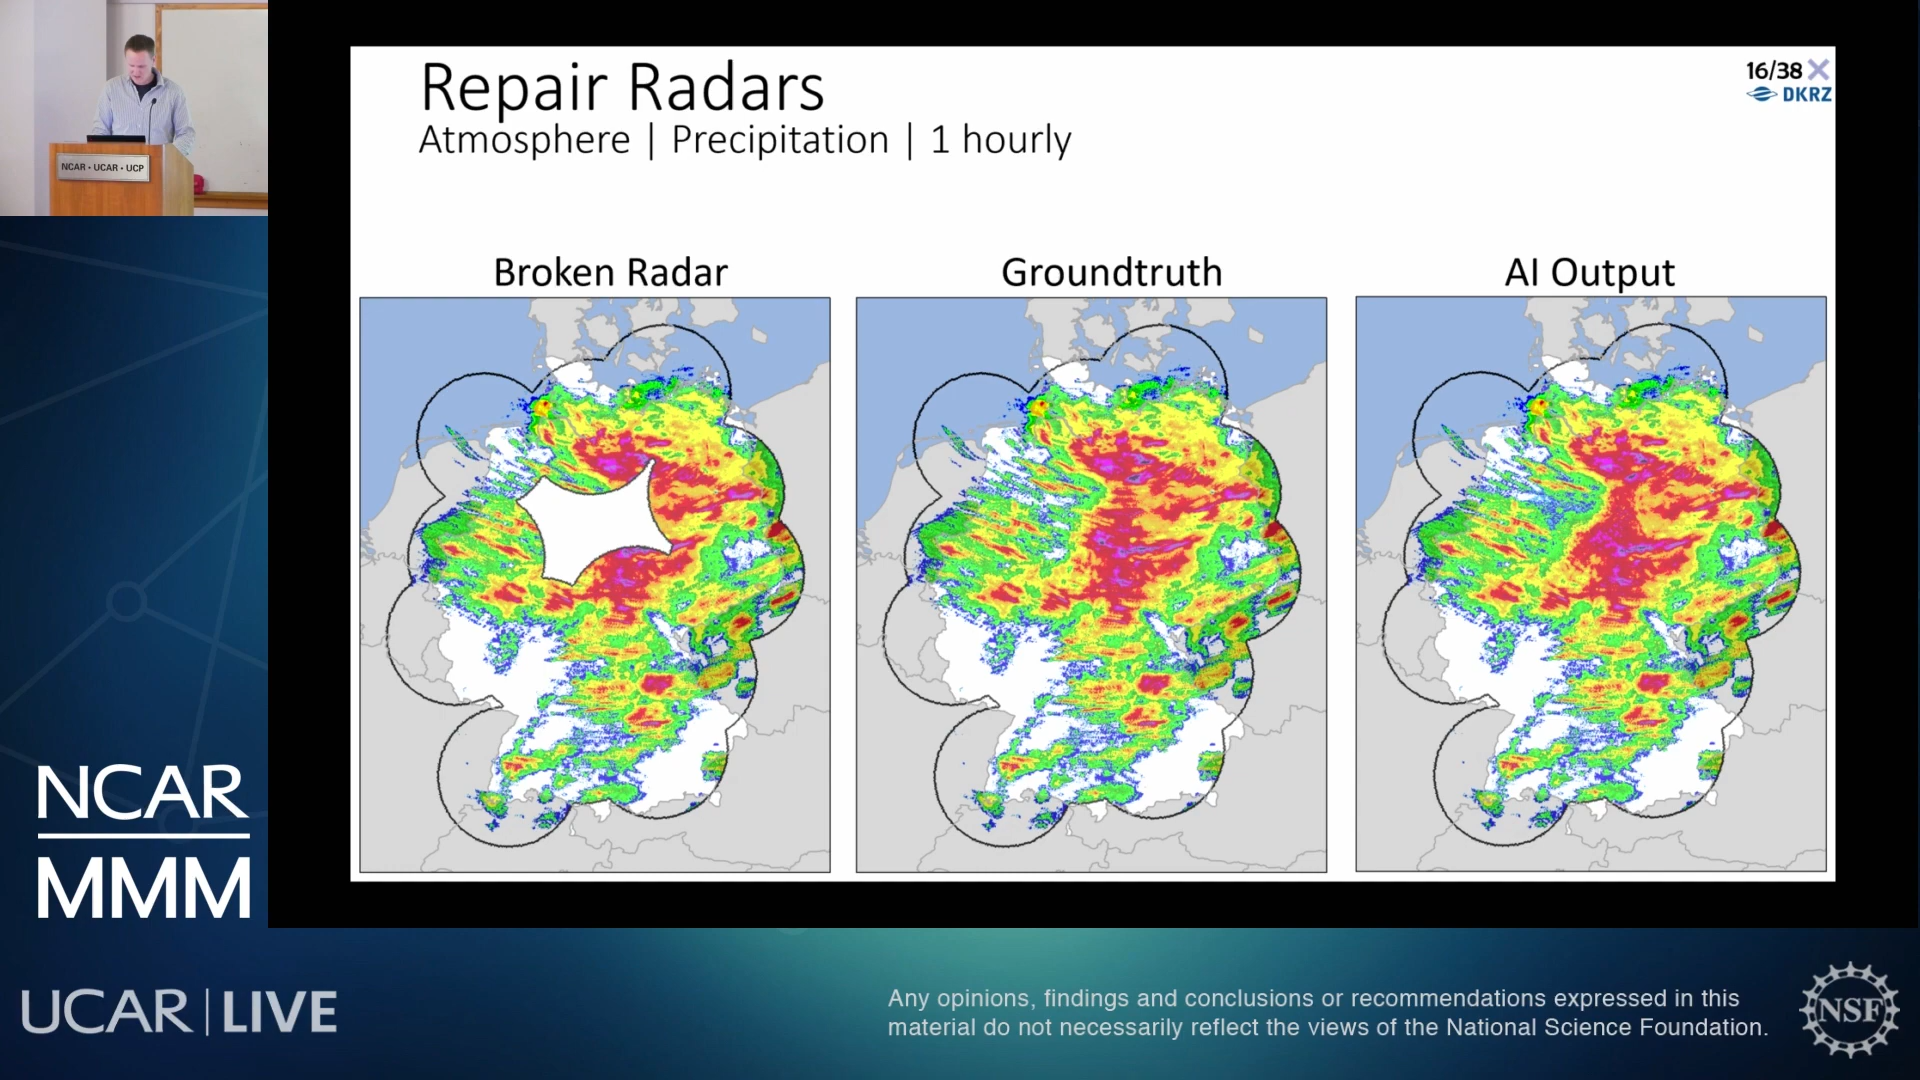 Repair Radars
Atmosphere | Precipitation | 1 hourly
16/38
DKRZ
Broken Radar
Groundtruth
AI Output
NCAR • UCAR • UCP
NCAR
MMM
UCAR | LIVE
Any opinions, findings and conclusions or recommendations expressed in this
material do not necessarily reflect the views of the National Science Foundation.
NSF